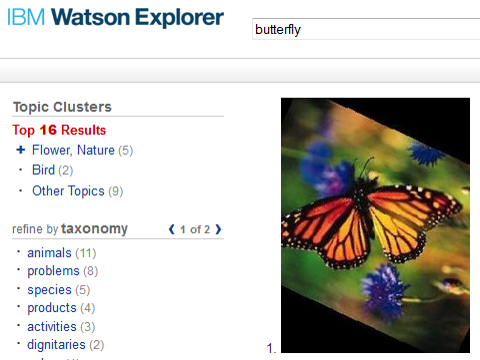 IBM Watson Explorer
butterfly
Topic Clusters
Top 16 Results
+ Flower, Nature (5)
· Bird (2)
· Other Topics (9)
refine by taxonomy ❮ 1 of 2 ❯
· animals (11)
· problems (8)
· species (5)
· products (4)
· activities (3)
· dignitaries (2)
1.